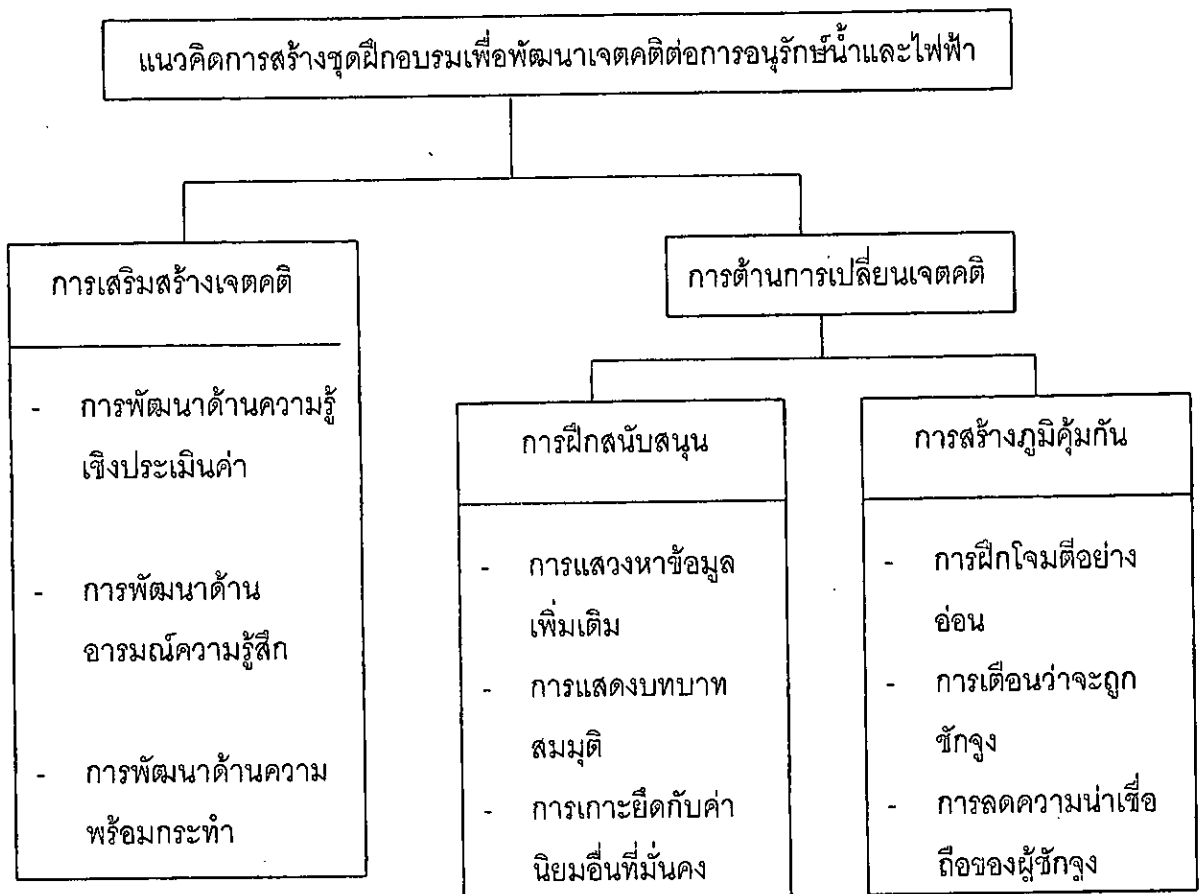 แนวคิดการสร้างชุดฝึกอบรมเพื่อพัฒนาเจตคติต่อการอนุรักษ์น้ำและไฟฟ้า
การเสริมสร้างเจตคติ
- การพัฒนาด้านความรู้
เชิงประเมินค่า
- การพัฒนาด้าน
อารมณ์ความรู้สึก
- การพัฒนาด้านความ
พร้อมกระทำ
การต้านการเปลี่ยนเจตคติ
การฝึกสนับสนุน
- การแสวงหาข้อมูล
เพิ่มเติม
- การแสดงบทบาท
สมมุติ
- การเกาะยึดกับค่า
นิยมอื่นที่มั่นคง
การสร้างภูมิคุ้มกัน
- การฝึกโจมตีอย่าง
อ่อน
- การเตือนว่าจะถูก
ชักจูง
- การลดความน่าเชื่อ
ถือของผู้ชักจูง